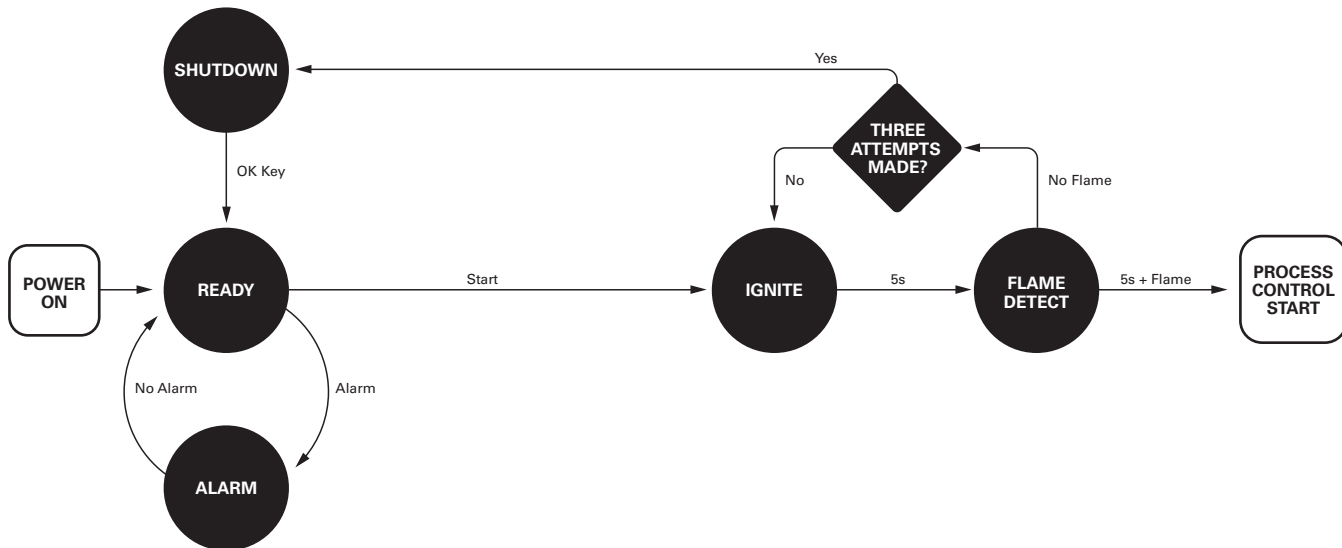 SHUTDOWN
Yes
THREE
ATTEMPTS
MADE?
OK Key
No
No Flame
POWER
ON
READY
Start
IGNITE
5s
FLAME
DETECT
5s + Flame
PROCESS
CONTROL
START
No Alarm
Alarm
ALARM